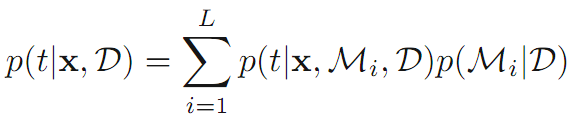 p(t|𝐱, 𝒟) = ∑_{i=1}^{L} p(t|𝐱, ℳ_i, 𝒟)p(ℳ_i|𝒟)